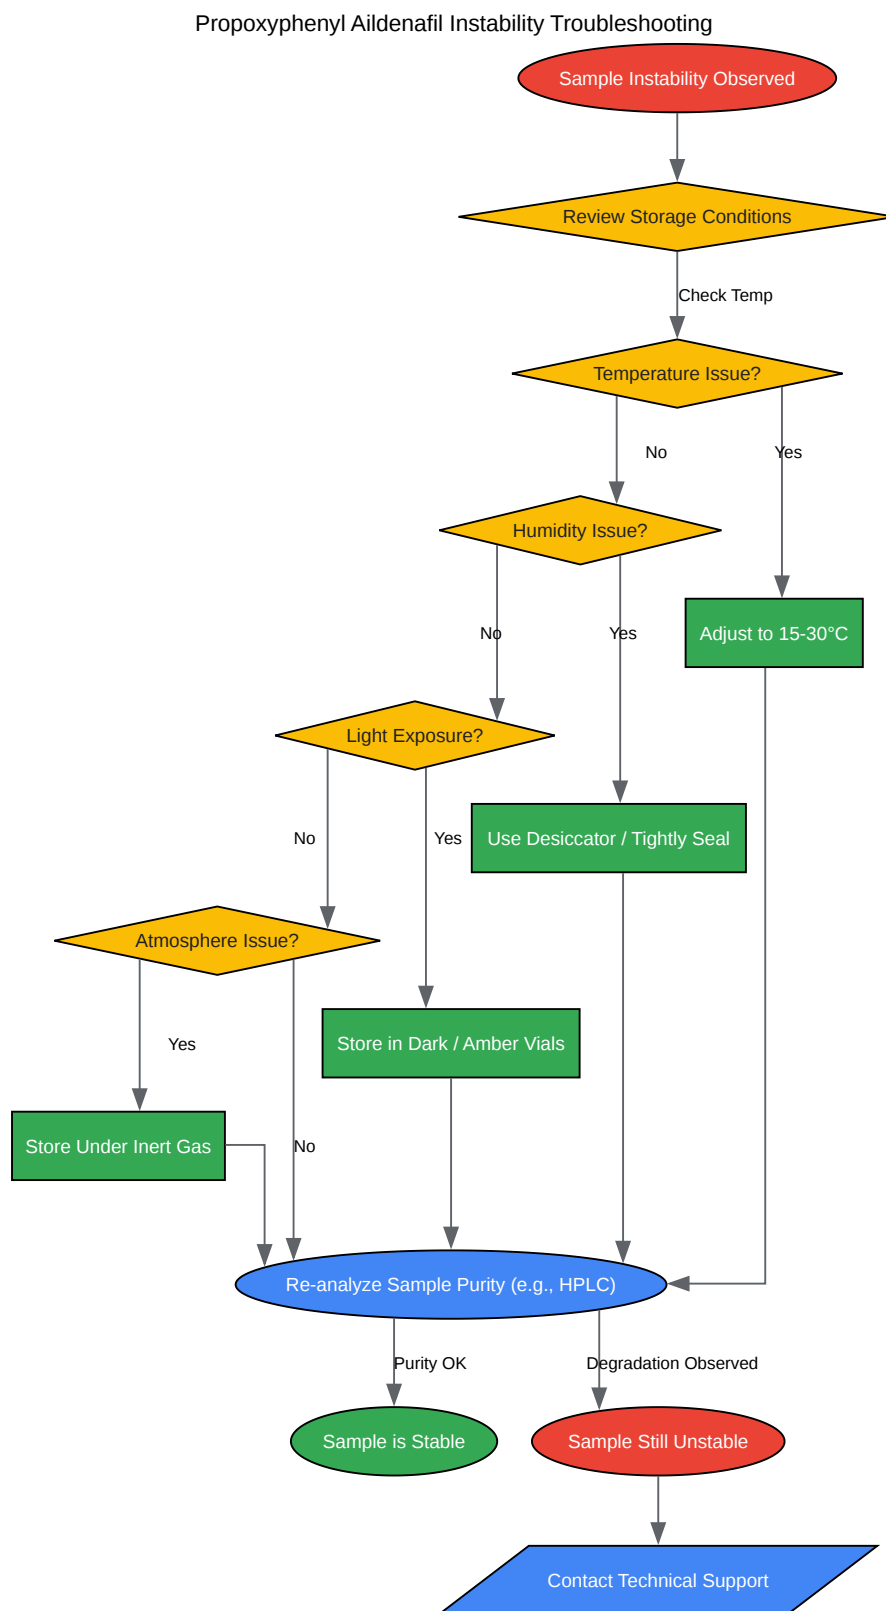 Propoxyphenyl Aildenafil Instability Troubleshooting
Sample Instability Observed
Review Storage Conditions
Check Temp
Temperature Issue?
No
Yes
Humidity Issue?
No
Yes
Adjust to 15-30°C
Light Exposure?
No
Yes
Use Desiccator / Tightly Seal
Atmosphere Issue?
Yes
Store in Dark / Amber Vials
Store Under Inert Gas
No
Re-analyze Sample Purity (e.g., HPLC)
Purity OK
Degradation Observed
Sample is Stable
Sample Still Unstable
Contact Technical Support